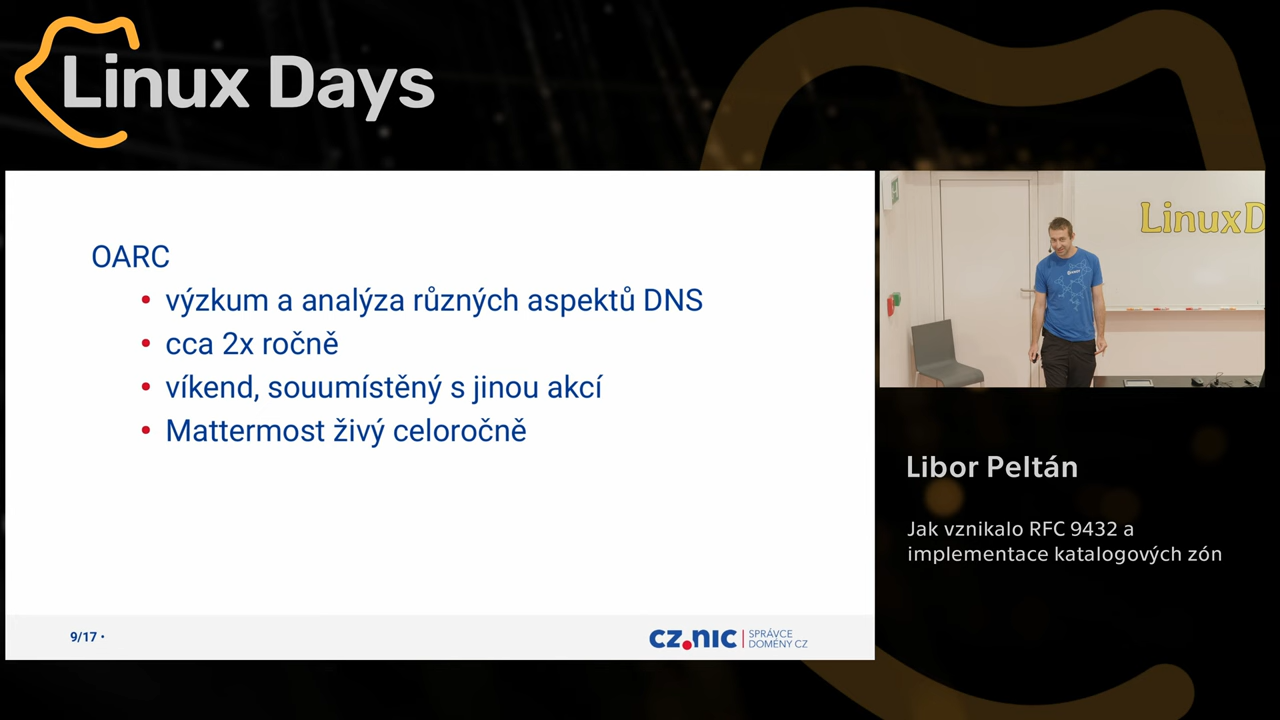 Linux Days
OARC
• výzkum a analýza různých aspektů DNS
• cca 2x ročně
• víkend, souumístěný s jinou akcí
• Mattermost živý celoročně
9/17 •
CZ.NIC | SPRÁVCE
DOMÉNY CZ
LinuxD
Libor Peltán
Jak vznikalo RFC 9432 a
implementace katalogových zón